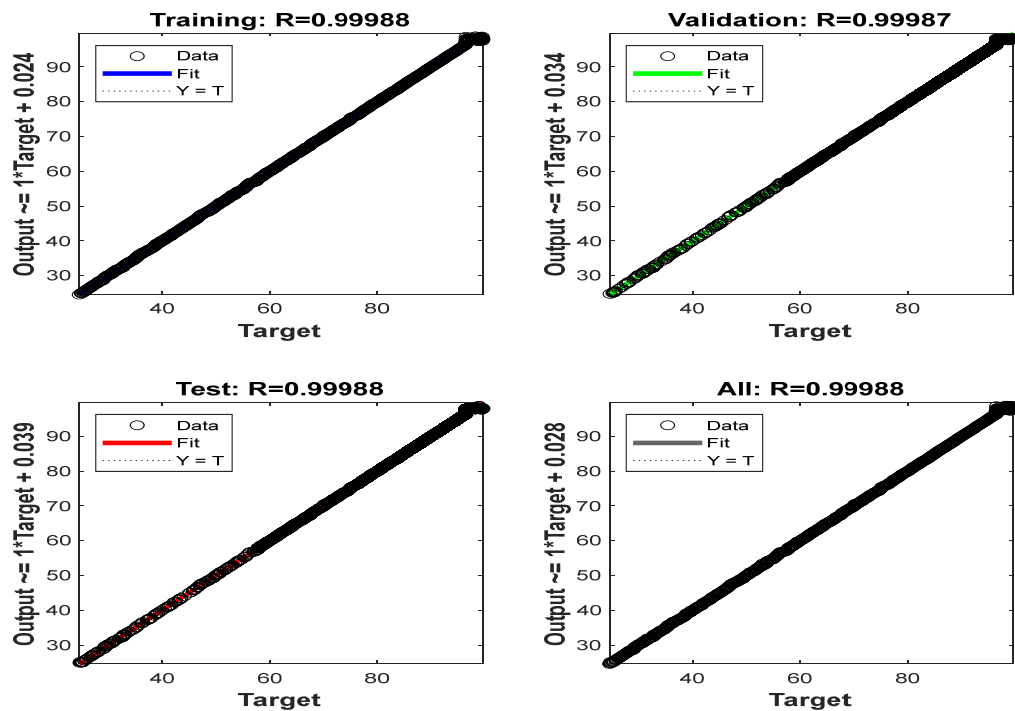 Training: R=0.99988
Output ~= 1*Target + 0.024
Data
Fit
Y = T
90
80
70
60
50
40
30
40 60 80
Target
Validation: R=0.99987
Output ~= 1*Target + 0.034
Data
Fit
Y = T
90
80
70
60
50
40
30
40 60 80
Target
Test: R=0.99988
Output ~= 1*Target + 0.039
Data
Fit
Y = T
90
80
70
60
50
40
30
40 60 80
Target
All: R=0.99988
Output ~= 1*Target + 0.028
Data
Fit
Y = T
90
80
70
60
50
40
30
40 60 80
Target